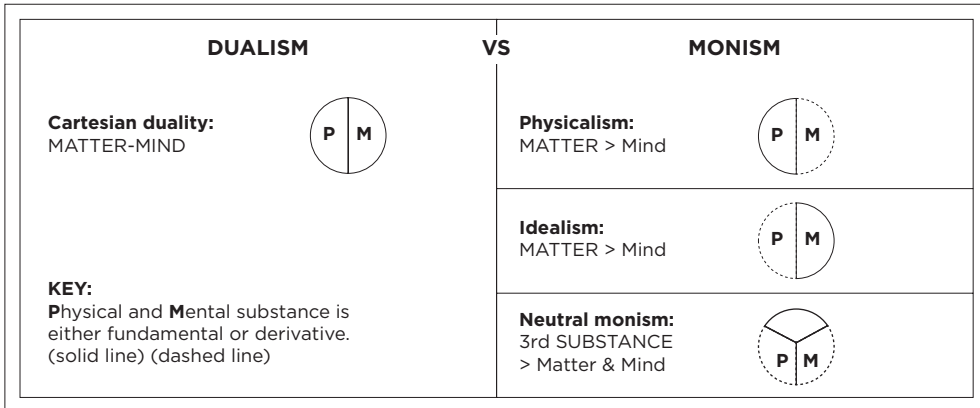 DUALISM
VS
MONISM
Cartesian duality:
MATTER-MIND
P M
KEY:
Physical and Mental substance is
either fundamental or derivative.
(solid line) (dashed line)
Physicalism:
MATTER > Mind
P M
Idealism:
MATTER > Mind
P M
Neutral monism:
3rd SUBSTANCE
> Matter & Mind
P M